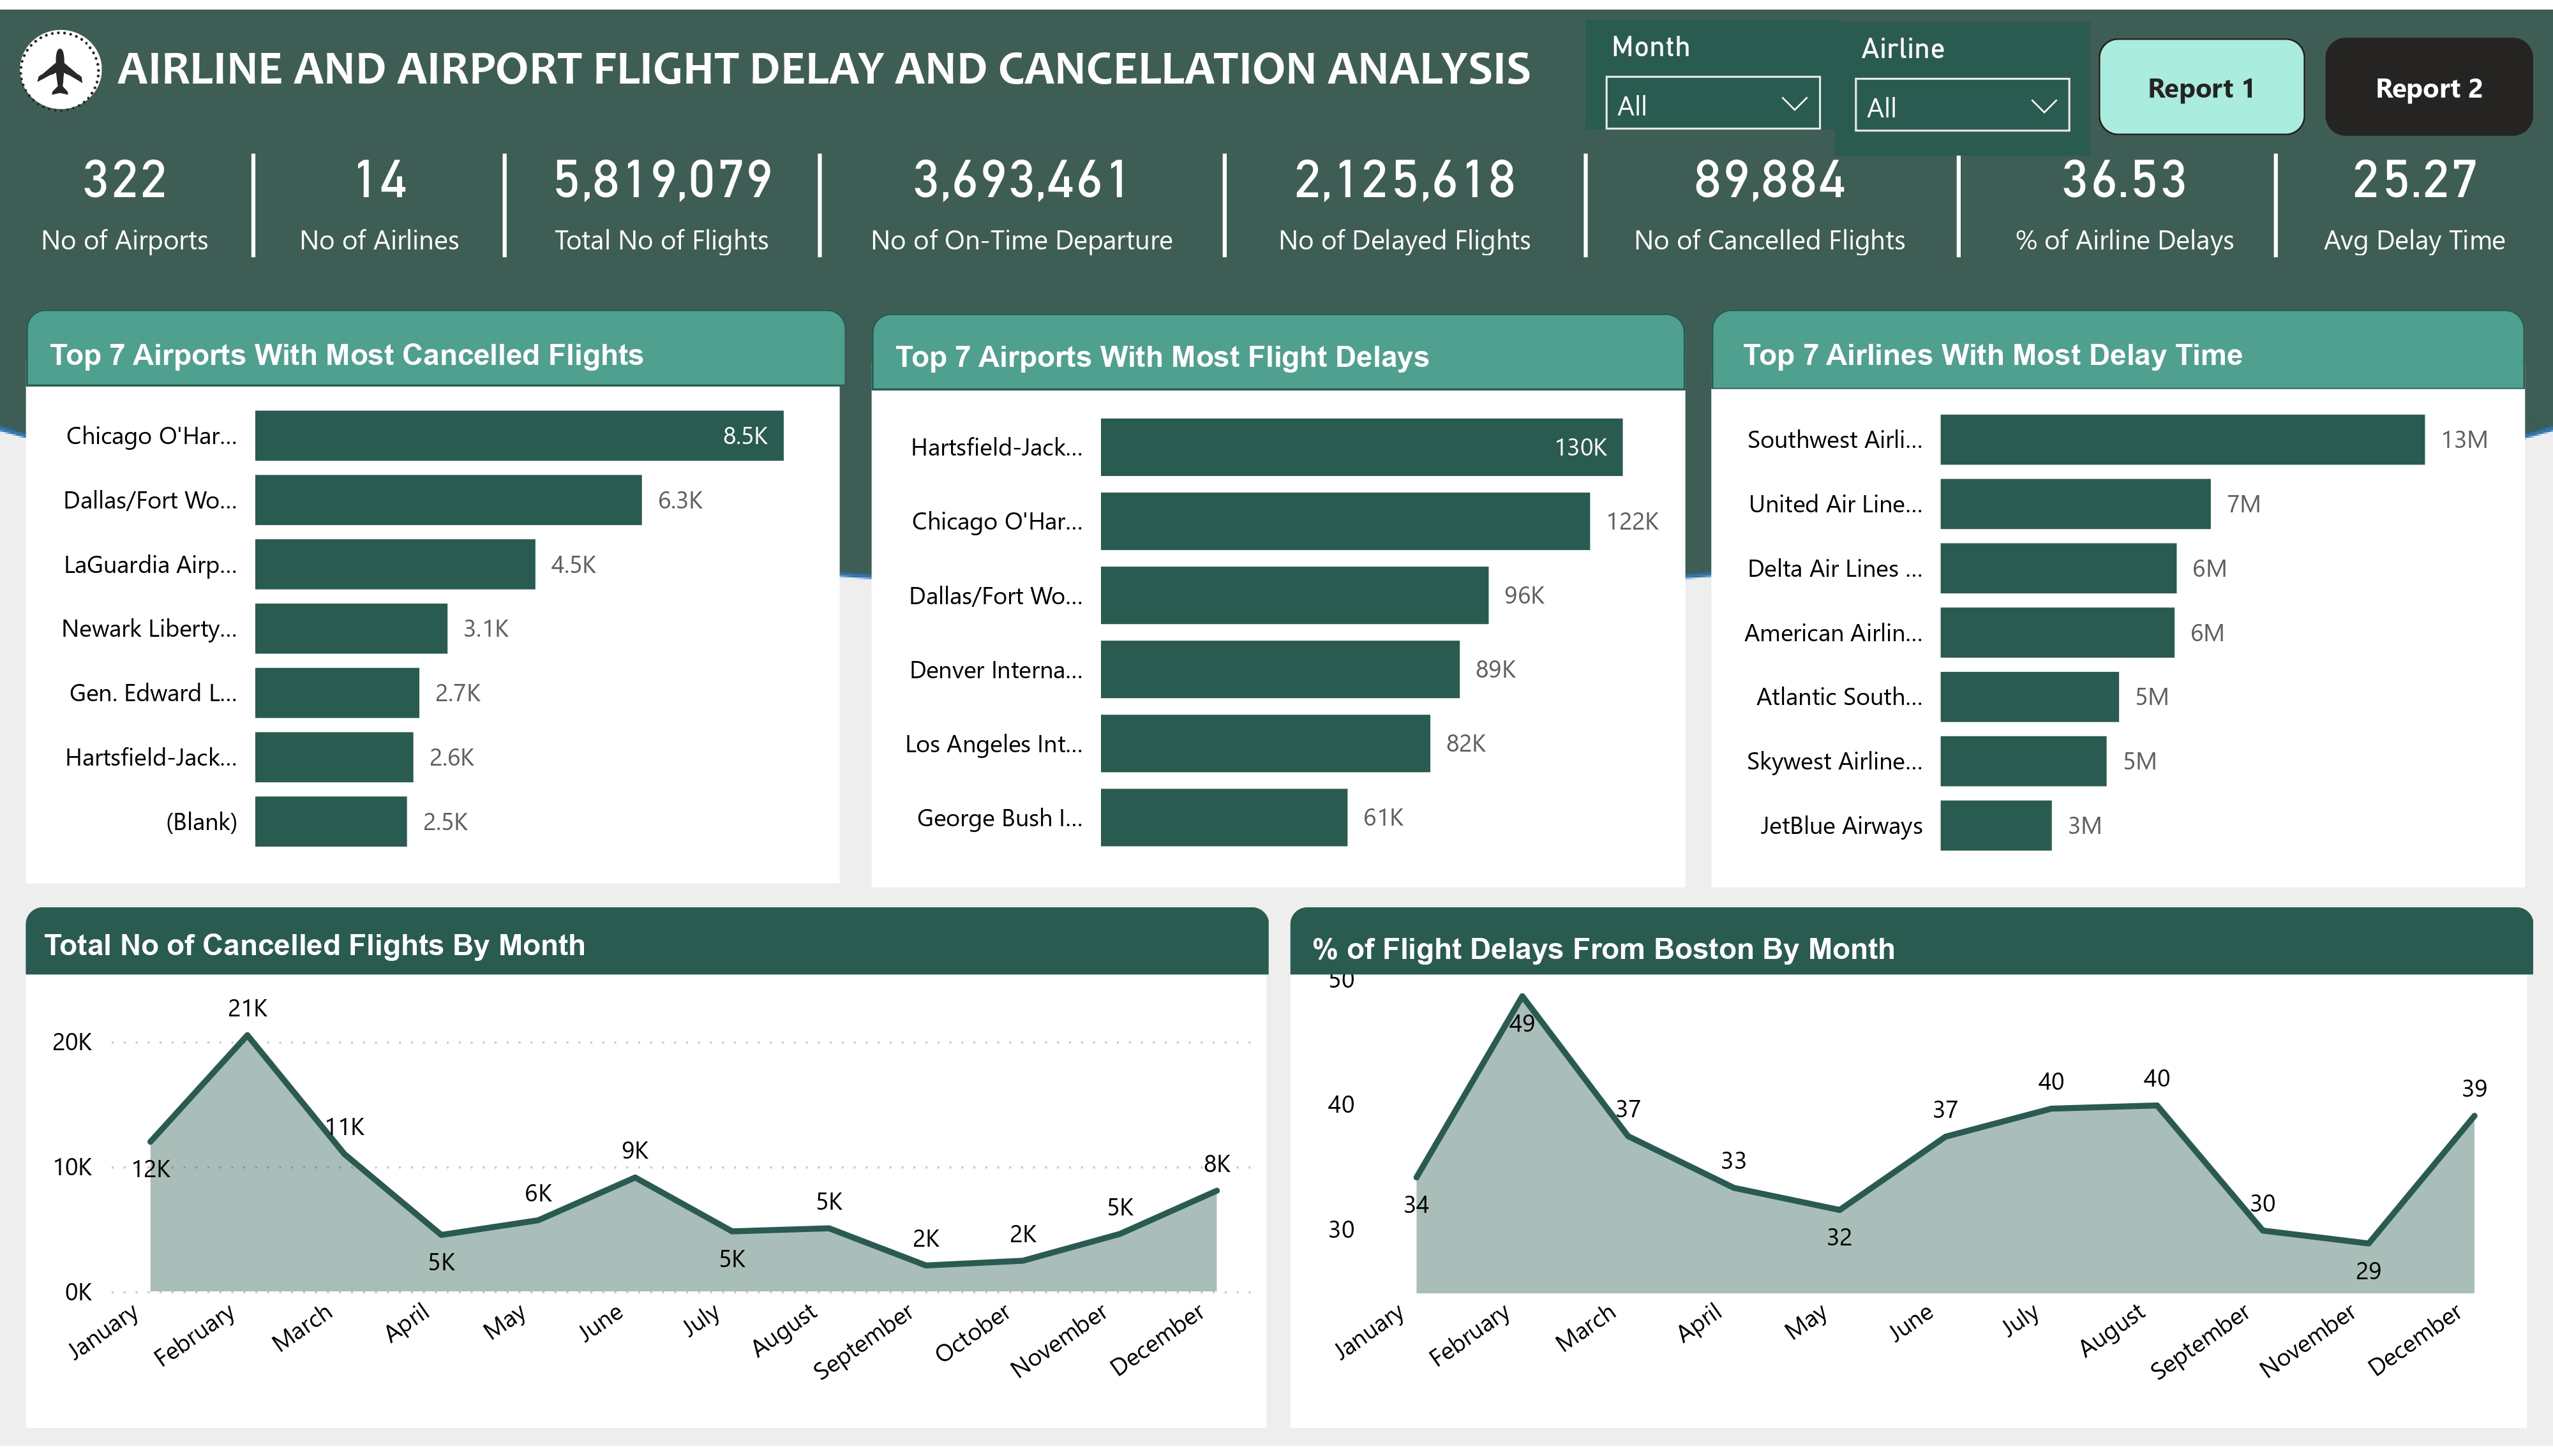 AIRLINE AND AIRPORT FLIGHT DELAY AND CANCELLATION ANALYSIS
Month
All
Airline
All
Report 1
Report 2
322
No of Airports
14
No of Airlines
5,819,079
Total No of Flights
3,693,461
No of On-Time Departure
2,125,618
No of Delayed Flights
89,884
No of Cancelled Flights
36.53
% of Airline Delays
25.27
Avg Delay Time
Top 7 Airports With Most Cancelled Flights
Chicago O'Har... 8.5K
Dallas/Fort Wo... 6.3K
LaGuardia Airp... 4.5K
Newark Liberty... 3.1K
Gen. Edward L... 2.7K
Hartsfield-Jack... 2.6K
(Blank) 2.5K
Top 7 Airports With Most Flight Delays
Hartsfield-Jack... 130K
Chicago O'Har... 122K
Dallas/Fort Wo... 96K
Denver Interna... 89K
Los Angeles Int... 82K
George Bush I... 61K
Top 7 Airlines With Most Delay Time
Southwest Airli... 13M
United Air Line... 7M
Delta Air Lines ... 6M
American Airlin... 6M
Atlantic South... 5M
Skywest Airline... 5M
JetBlue Airways 3M
Total No of Cancelled Flights By Month
20K
10K
0K
12K
21K
11K
5K
6K
9K
5K
5K
2K
2K
5K
8K
January
February
March
April
May
June
July
August
September
October
November
December
% of Flight Delays From Boston By Month
50
40
30
34
49
37
33
32
37
40
40
30
29
39
January
February
March
April
May
June
July
August
September
November
December